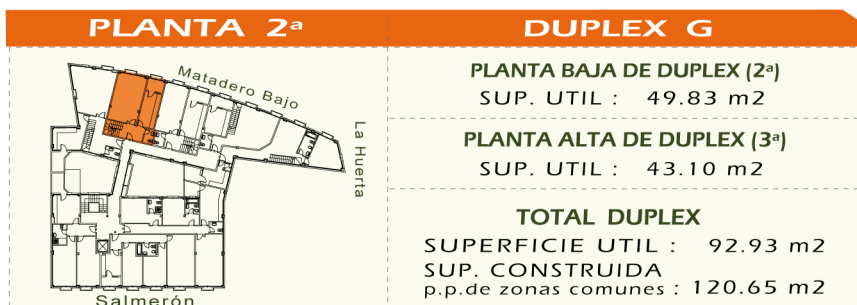 PLANTA 2ª
DUPLEX G
Matadero Bajo
La Huerta
Salmerón
PLANTA BAJA DE DUPLEX (2ª)
SUP. UTIL : 49.83 m2
PLANTA ALTA DE DUPLEX (3ª)
SUP. UTIL : 43.10 m2
TOTAL DUPLEX
SUPERFICIE UTIL : 92.93 m2
SUP. CONSTRUIDA
p.p.de zonas comunes : 120.65 m2